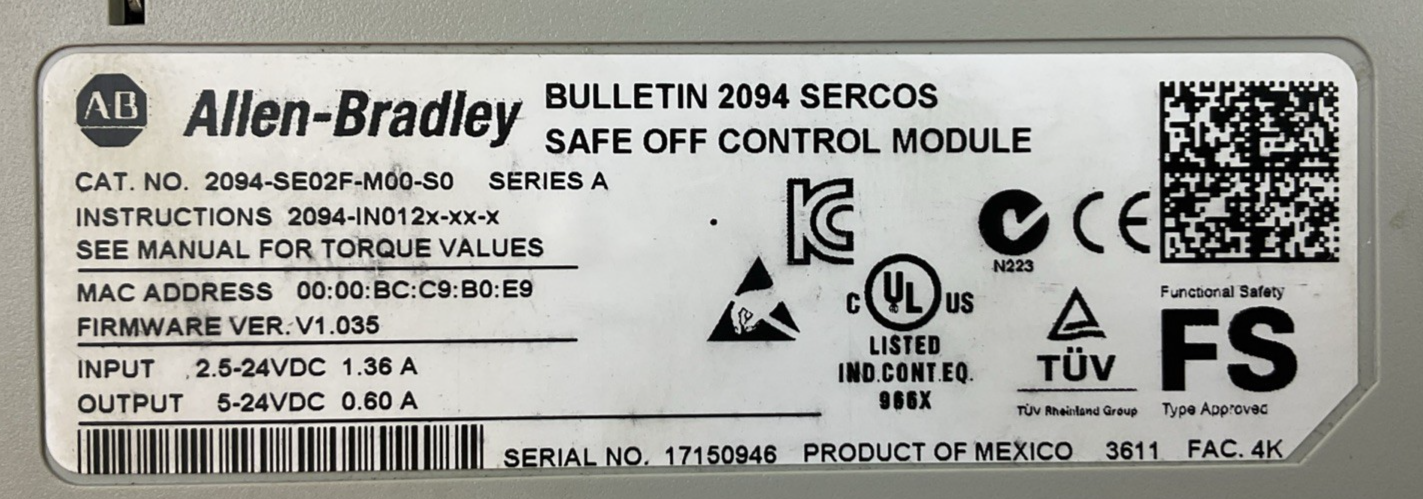 AB Allen-Bradley
BULLETIN 2094 SERCOS
SAFE OFF CONTROL MODULE
CAT. NO. 2094-SE02F-M00-S0 SERIES A
INSTRUCTIONS 2094-IN012x-xx-x
SEE MANUAL FOR TORQUE VALUES
MAC ADDRESS 00:00:BC:C9:B0:E9
FIRMWARE VER. V1.035
INPUT 2.5-24VDC 1.36 A
OUTPUT 5-24VDC 0.60 A
KC
N223
CE
C UL US
LISTED
IND.CONT.EQ.
966X
TÜV
TÜV Rheinland Group
Functional Safety
FS
Type Approved
SERIAL NO. 17150946 PRODUCT OF MEXICO 3611 FAC. 4K